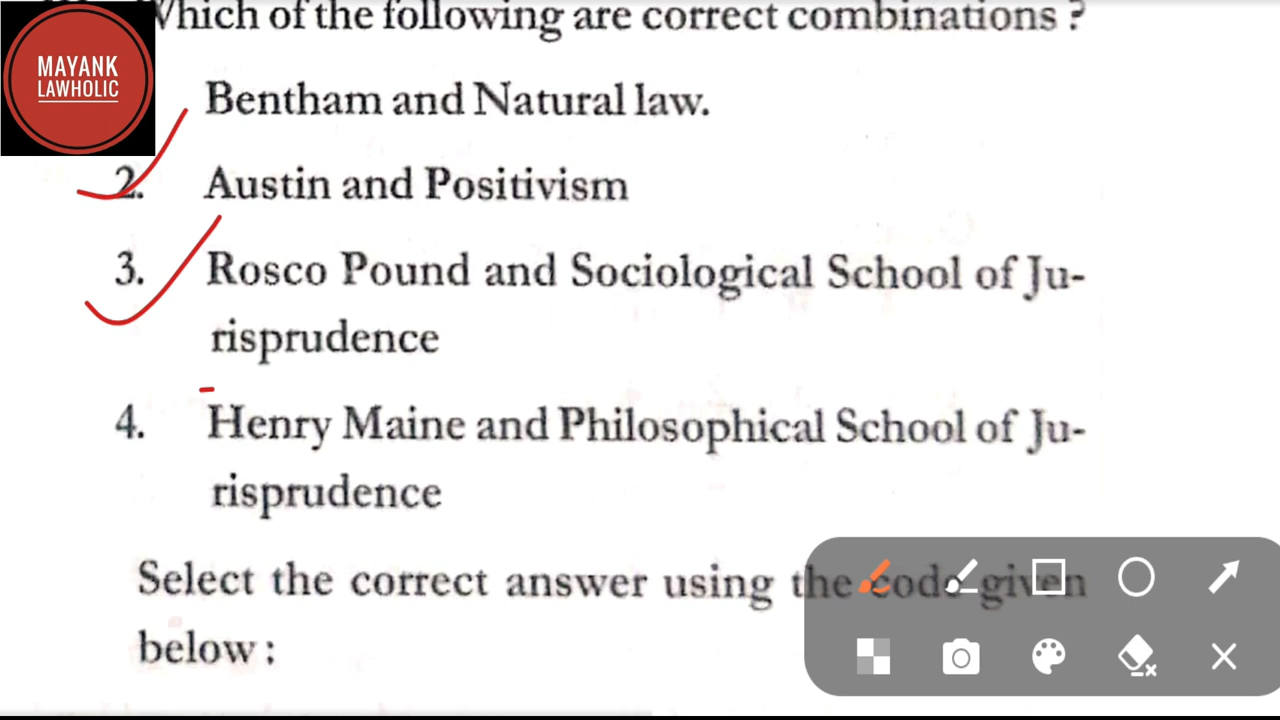 MAYANK
LAWHOLIC
Which of the following are correct combinations ?
Bentham and Natural law.
2. Austin and Positivism
3. Rosco Pound and Sociological School of Ju-
risprudence
4. Henry Maine and Philosophical School of Ju-
risprudence
Select the correct answer using the code given
below :